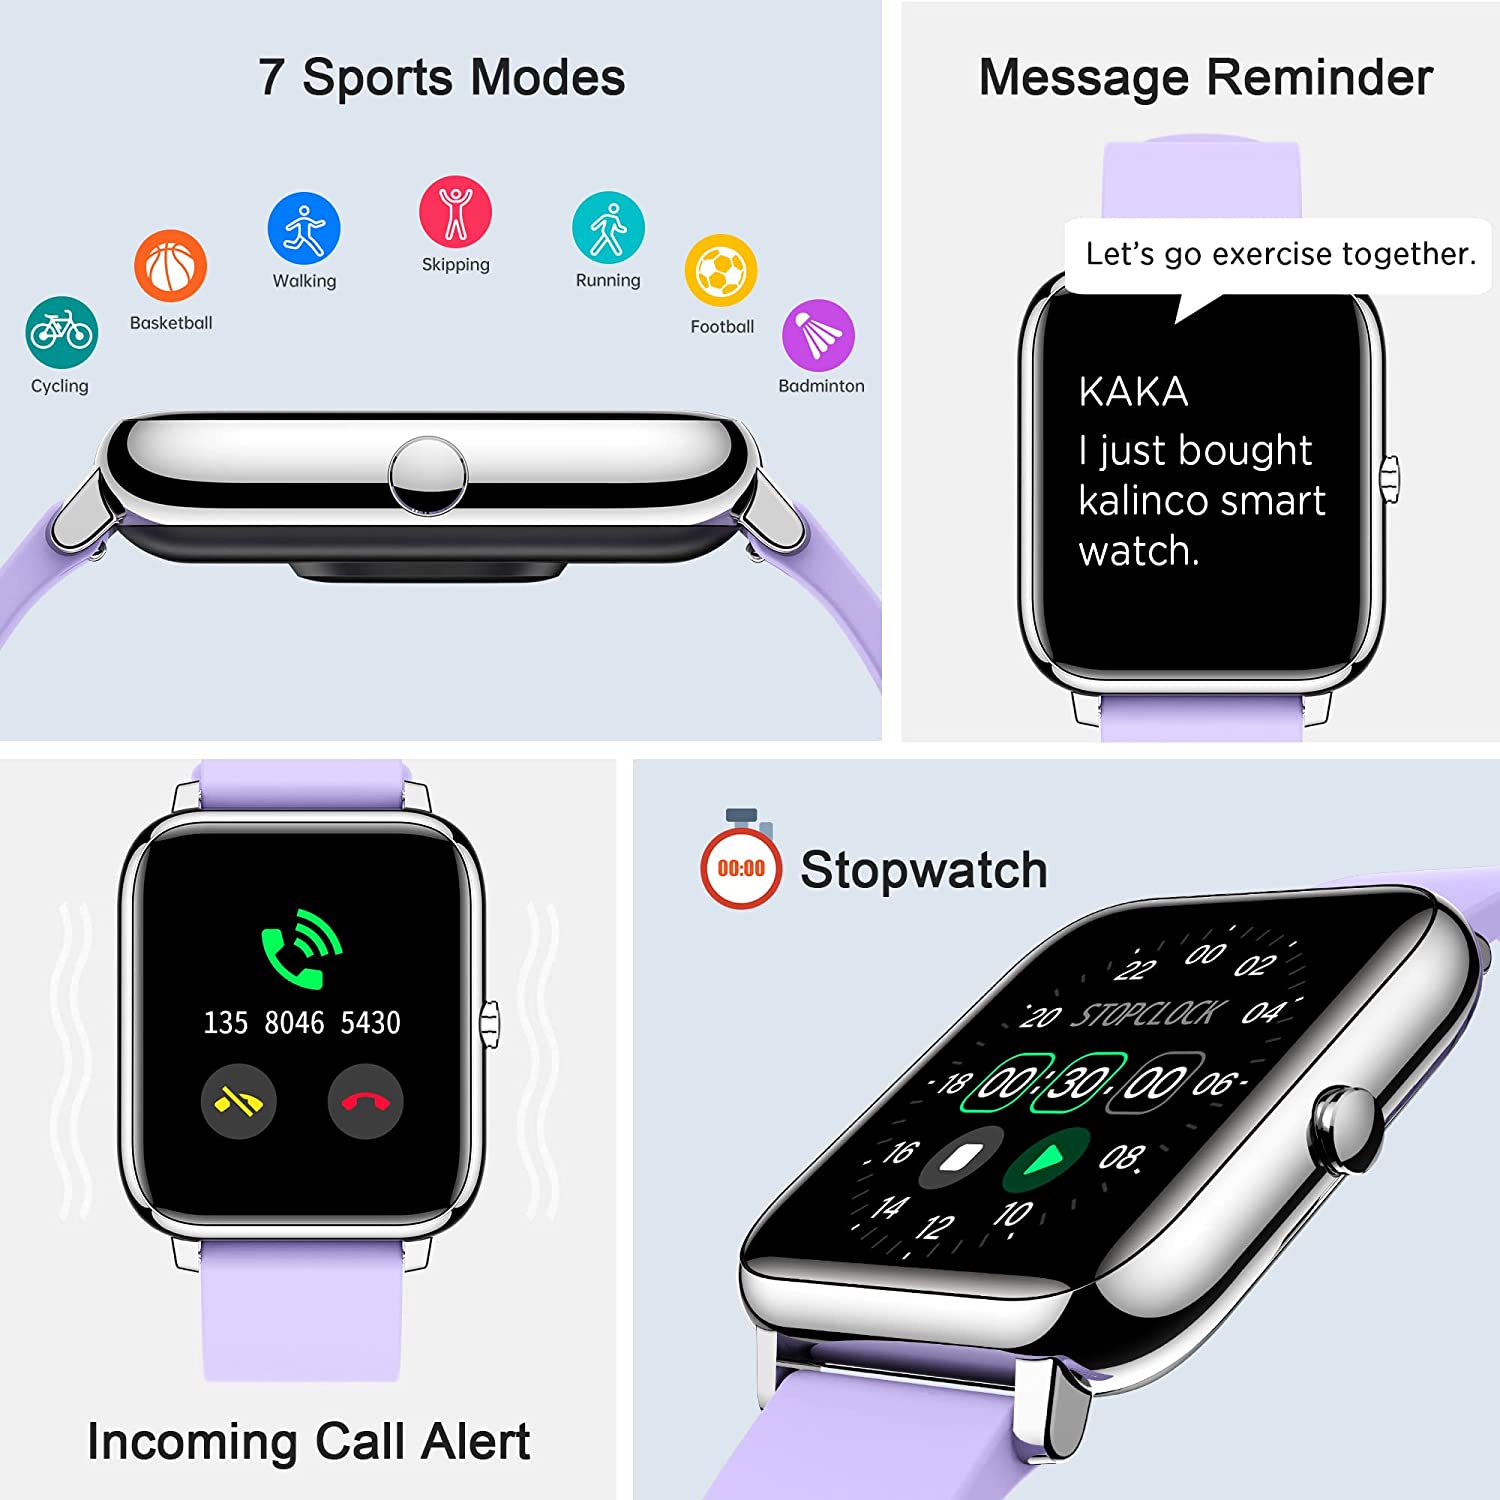 7 Sports Modes
Cycling
Basketball
Walking
Skipping
Running
Football
Badminton
Message Reminder
Let's go exercise together.
KAKA
I just bought
kalinco smart
watch.
135 8046 5430
Incoming Call Alert
00:00
Stopwatch
00
22 02
20 STOPCLOCK 04
18 00:30.00 06
16 08
14 10
12